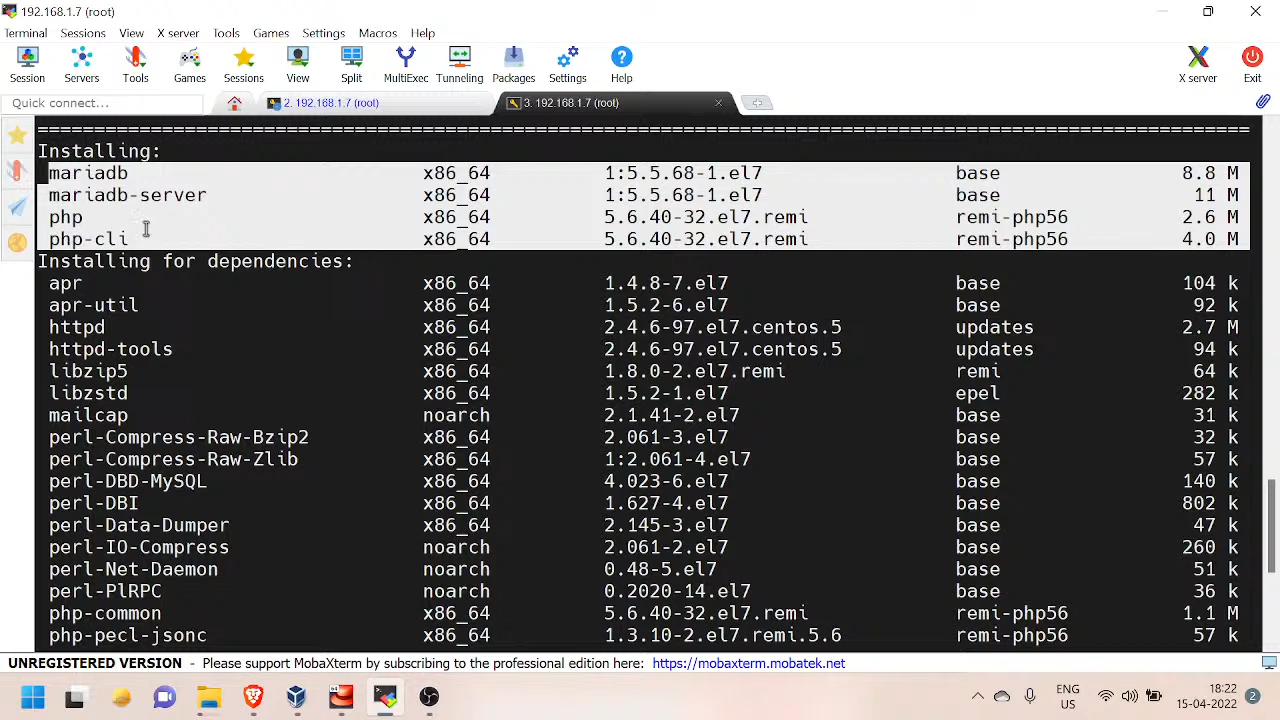 192.168.1.7 (root)
Terminal Sessions View X server Tools Games Settings Macros Help
Session Servers Tools Games Sessions View Split MultiExec Tunneling Packages Settings Help X server Exit
Quick connect... 2. 192.168.1.7 (root) 3. 192.168.1.7 (root)
================================================================================
Installing:
mariadb x86_64 1:5.5.68-1.el7 base 8.8 M
mariadb-server x86_64 1:5.5.68-1.el7 base 11 M
php x86_64 5.6.40-32.el7.remi remi-php56 2.6 M
php-cli x86_64 5.6.40-32.el7.remi remi-php56 4.0 M
Installing for dependencies:
apr x86_64 1.4.8-7.el7 base 104 k
apr-util x86_64 1.5.2-6.el7 base 92 k
httpd x86_64 2.4.6-97.el7.centos.5 updates 2.7 M
httpd-tools x86_64 2.4.6-97.el7.centos.5 updates 94 k
libzip5 x86_64 1.8.0-2.el7.remi remi 64 k
libzstd x86_64 1.5.2-1.el7 epel 282 k
mailcap noarch 2.1.41-2.el7 base 31 k
perl-Compress-Raw-Bzip2 x86_64 2.061-3.el7 base 32 k
perl-Compress-Raw-Zlib x86_64 1:2.061-4.el7 base 57 k
perl-DBD-MySQL x86_64 4.023-6.el7 base 140 k
perl-DBI x86_64 1.627-4.el7 base 802 k
perl-Data-Dumper x86_64 2.145-3.el7 base 47 k
perl-IO-Compress noarch 2.061-2.el7 base 260 k
perl-Net-Daemon noarch 0.48-5.el7 base 51 k
perl-PlRPC noarch 0.2020-14.el7 base 36 k
php-common x86_64 5.6.40-32.el7.remi remi-php56 1.1 M
php-pecl-jsonc x86_64 1.3.10-2.el7.remi.5.6 remi-php56 57 k
UNREGISTERED VERSION - Please support MobaXterm by subscribing to the professional edition here: https://mobaxterm.mobatek.net
64
ENG
US
18:22
15-04-2022
2